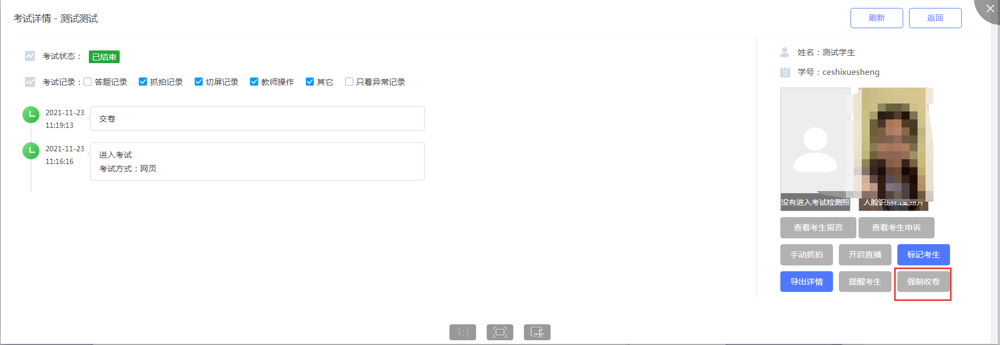 考试详情 - 测试测试
刷新
返回
考试状态：
已结束
考试记录：
答题记录
抓拍记录
切屏记录
教师操作
其它
只看异常记录
2021-11-23
11:19:13
交卷
2021-11-23
11:16:16
进入考试
考试方式：网页
姓名：测试学生
学号：ceshixuesheng
没有进入考试检测照
人脸识别档案照片
查看考生留言
查看考生申诉
手动抓拍
开启直播
标记考生
导出详情
提醒考生
强制收卷
1:1